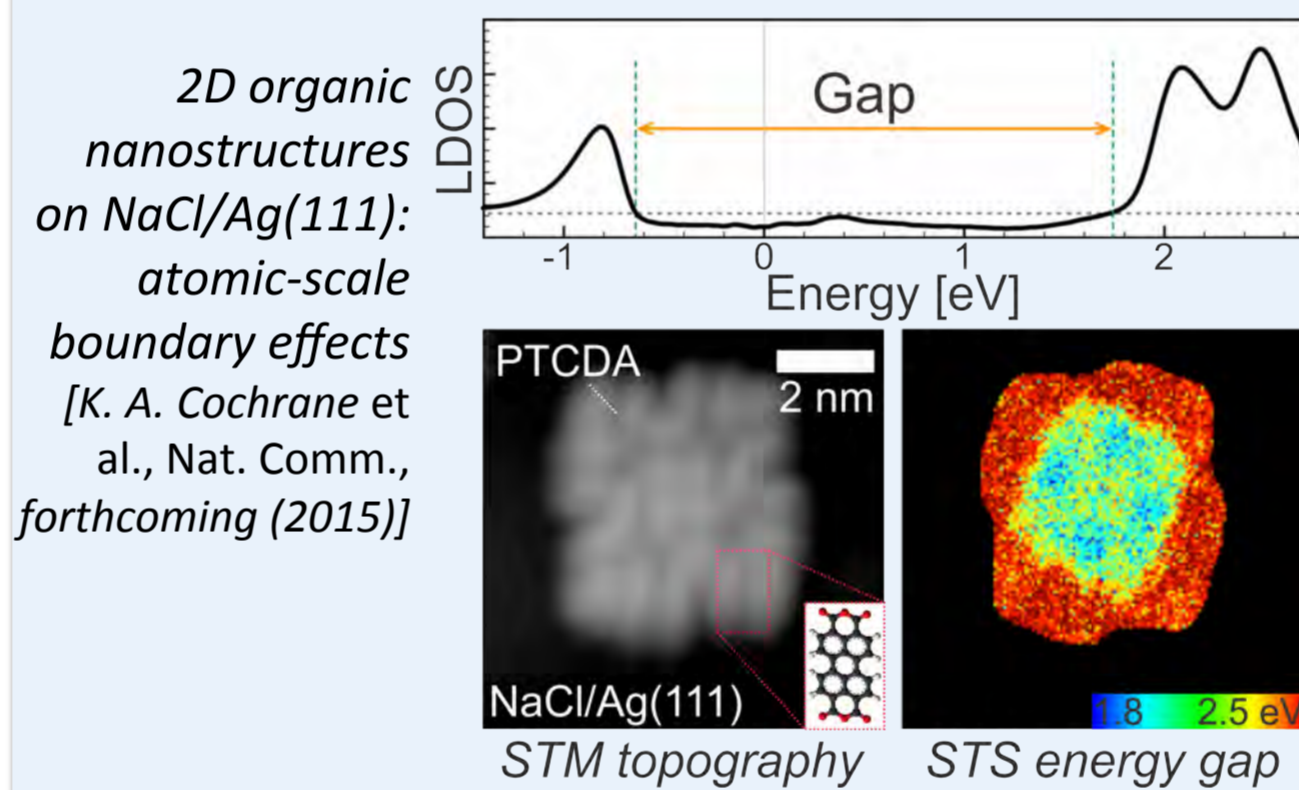 2D organic
nanostructures
on NaCl/Ag(111):
atomic-scale
boundary effects
[K. A. Cochrane et
al., Nat. Comm.,
forthcoming (2015)]
LDOS
Gap
-1 0 1 2
Energy [eV]
PTCDA
2 nm
NaCl/Ag(111)
STM topography
1.8 2.5 eV
STS energy gap